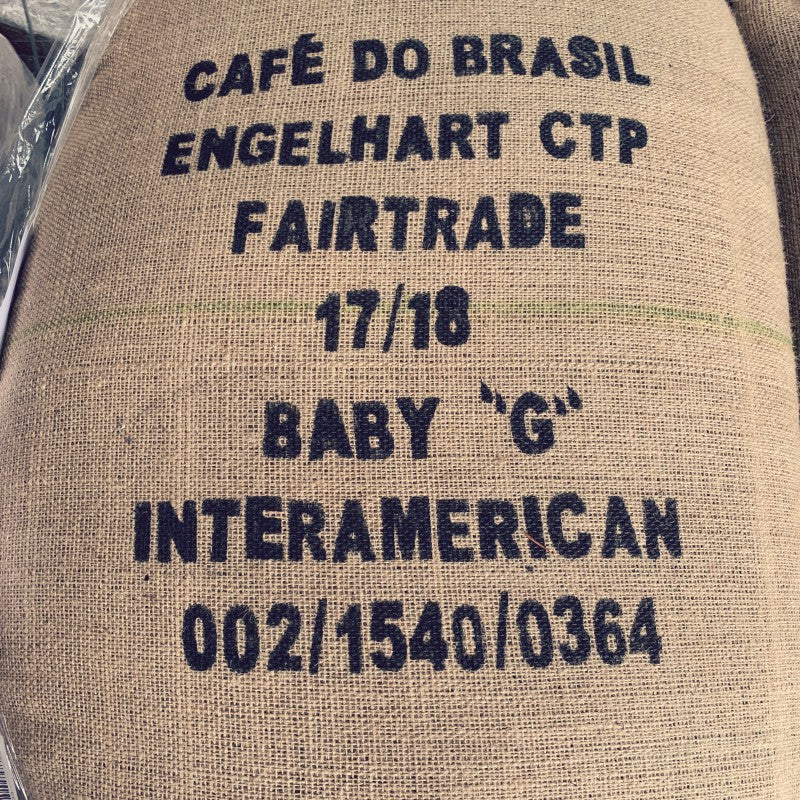 CAFÉ DO BRASIL
ENGELHART CTP
FAIRTRADE
17/18
BABY "G"
INTERAMERICAN
002/1540/0364